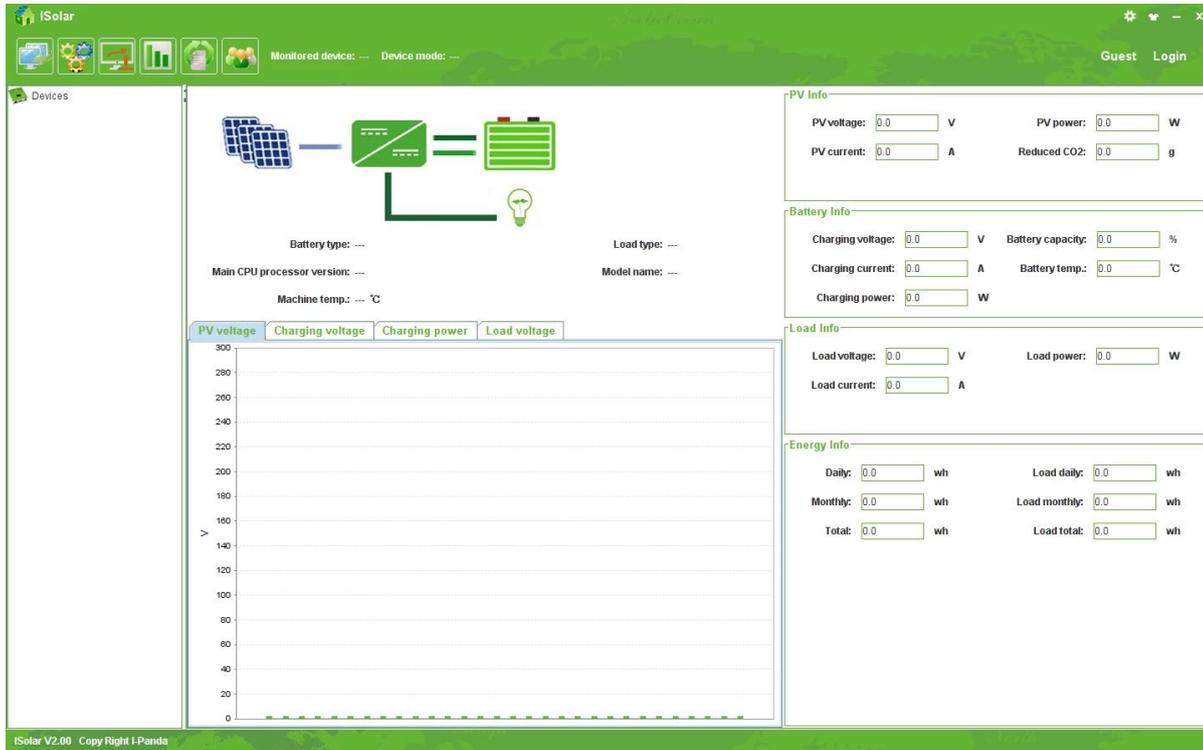 ISolar
Monitored device: --- Device mode: ---
Guest Login
Devices
Battery type: --- Load type: ---
Main CPU processor version: --- Model name: ---
Machine temp.: --- ℃
PV voltage Charging voltage Charging power Load voltage
300
280
260
240
220
200
180
160
V
140
120
100
80
60
40
20
0
PV Info
PV voltage: 0.0 V PV power: 0.0 W
PV current: 0.0 A Reduced CO2: 0.0 g
Battery Info
Charging voltage: 0.0 V Battery capacity: 0.0 %
Charging current: 0.0 A Battery temp.: 0.0 ℃
Charging power: 0.0 W
Load Info
Load voltage: 0.0 V Load power: 0.0 W
Load current: 0.0 A
Energy Info
Daily: 0.0 wh Load daily: 0.0 wh
Monthly: 0.0 wh Load monthly: 0.0 wh
Total: 0.0 wh Load total: 0.0 wh
ISolar V2.00 Copy Right I-Panda